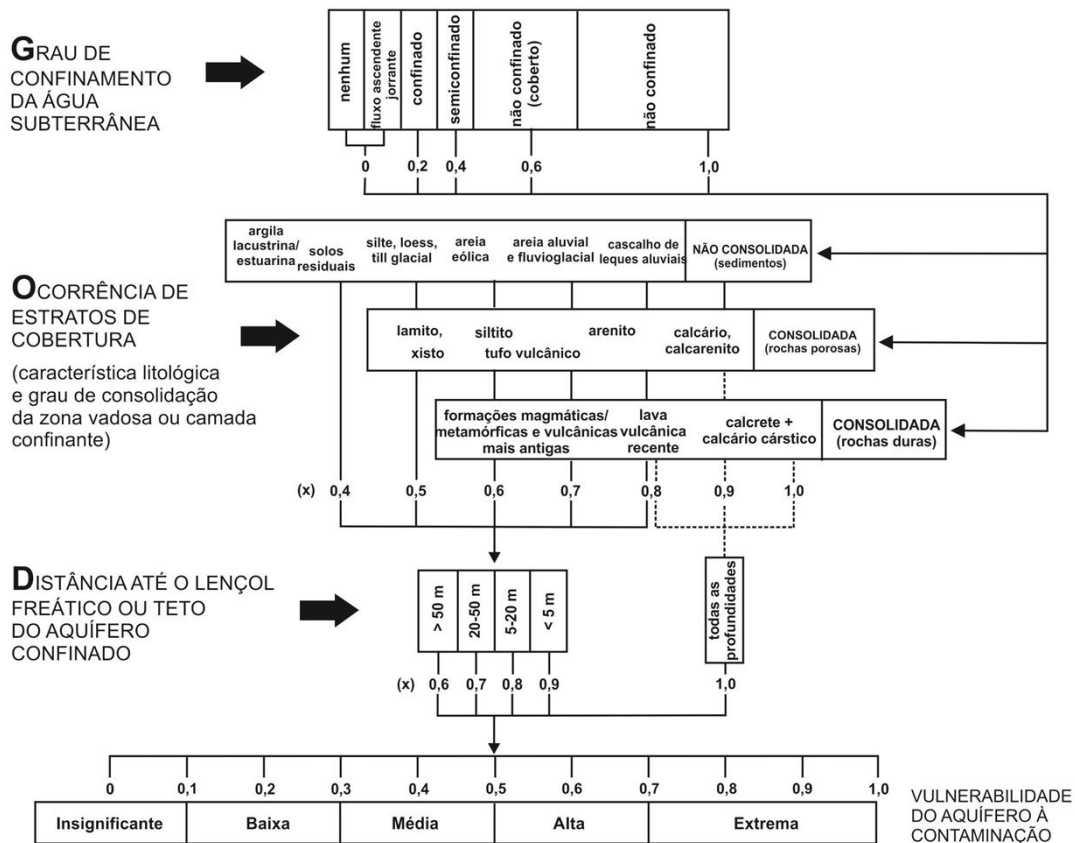 GRAU DE
CONFINAMENTO
DA ÁGUA
SUBTERRÂNEA
nenhum
fluxo ascendente
jorrante
confinado
semiconfinado
não confinado
(coberto)
não confinado
0
0,2
0,4
0,6
1,0
OCORRÊNCIA DE
ESTRATOS DE
COBERTURA
(característica litológica
e grau de consolidação
da zona vadosa ou camada
confinante)
argila
lacustrina/
estuarina
solos
residuais
silte, loess,
till glacial
areia
eólica
areia aluvial
e fluvioglacial
cascalho de
leques aluviais
NÃO CONSOLIDADA
(sedimentos)
lamito,
xisto
siltito
tufo vulcânico
arenito
calcário,
calcarenito
CONSOLIDADA
(rochas porosas)
formações magmáticas/
metamórficas e vulcânicas
mais antigas
lava
vulcânica
recente
calcrete +
calcário cárstico
CONSOLIDADA
(rochas duras)
(x) 0,4 0,5 0,6 0,7 0,8 0,9 1,0
DISTÂNCIA ATÉ O LENÇOL
FREÁTICO OU TETO
DO AQUÍFERO
CONFINADO
> 50 m
20-50 m
5-20 m
< 5 m
todas as
profundidades
(x) 0,6 0,7 0,8 0,9 1,0
0 0,1 0,2 0,3 0,4 0,5 0,6 0,7 0,8 0,9 1,0
Insignificante Baixa Média Alta Extrema
VULNERABILIDADE
DO AQUÍFERO À
CONTAMINAÇÃO